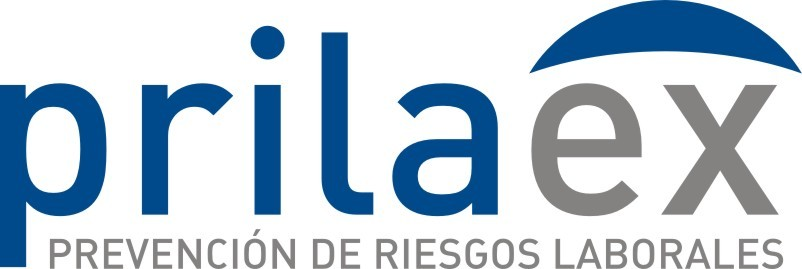 prilaex
PREVENCIÓN DE RIESGOS LABORALES